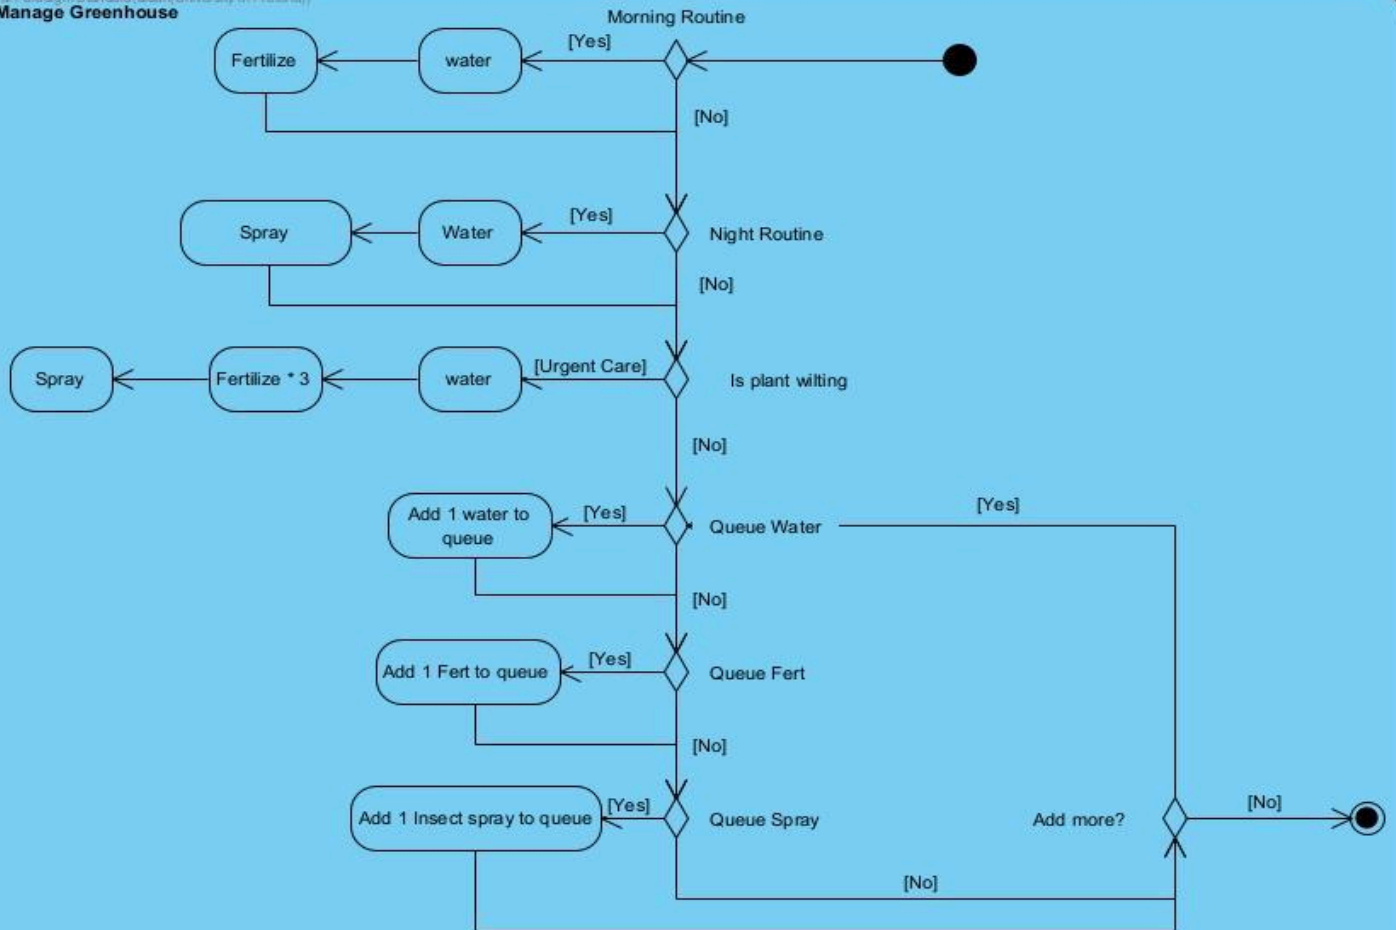 Manage Greenhouse
Morning Routine
[Yes]
Fertilize
water
[No]
[Yes]
Spray
Water
Night Routine
[No]
[Urgent Care]
Spray
Fertilize * 3
water
Is plant wilting
[No]
[Yes]
Add 1 water to
queue
[Yes]
Queue Water
[No]
[Yes]
Add 1 Fert to queue
Queue Fert
[No]
[Yes]
Add 1 Insect spray to queue
Queue Spray
Add more?
[No]
[No]